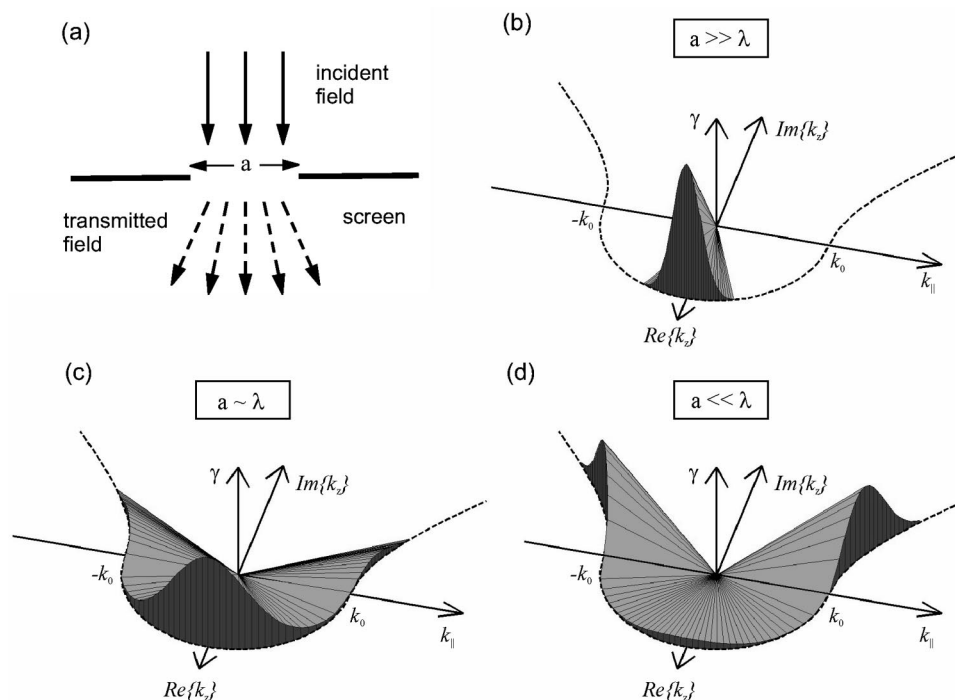 (a)
incident
field
a
transmitted
field
screen
(b)
a >> λ
γ
Im{k_z}
-k₀
k₀
k_||
Re{k_z}
(c)
a ~ λ
γ
Im{k_z}
-k₀
k₀
k_||
Re{k_z}
(d)
a << λ
γ
Im{k_z}
-k₀
k₀
k_||
Re{k_z}